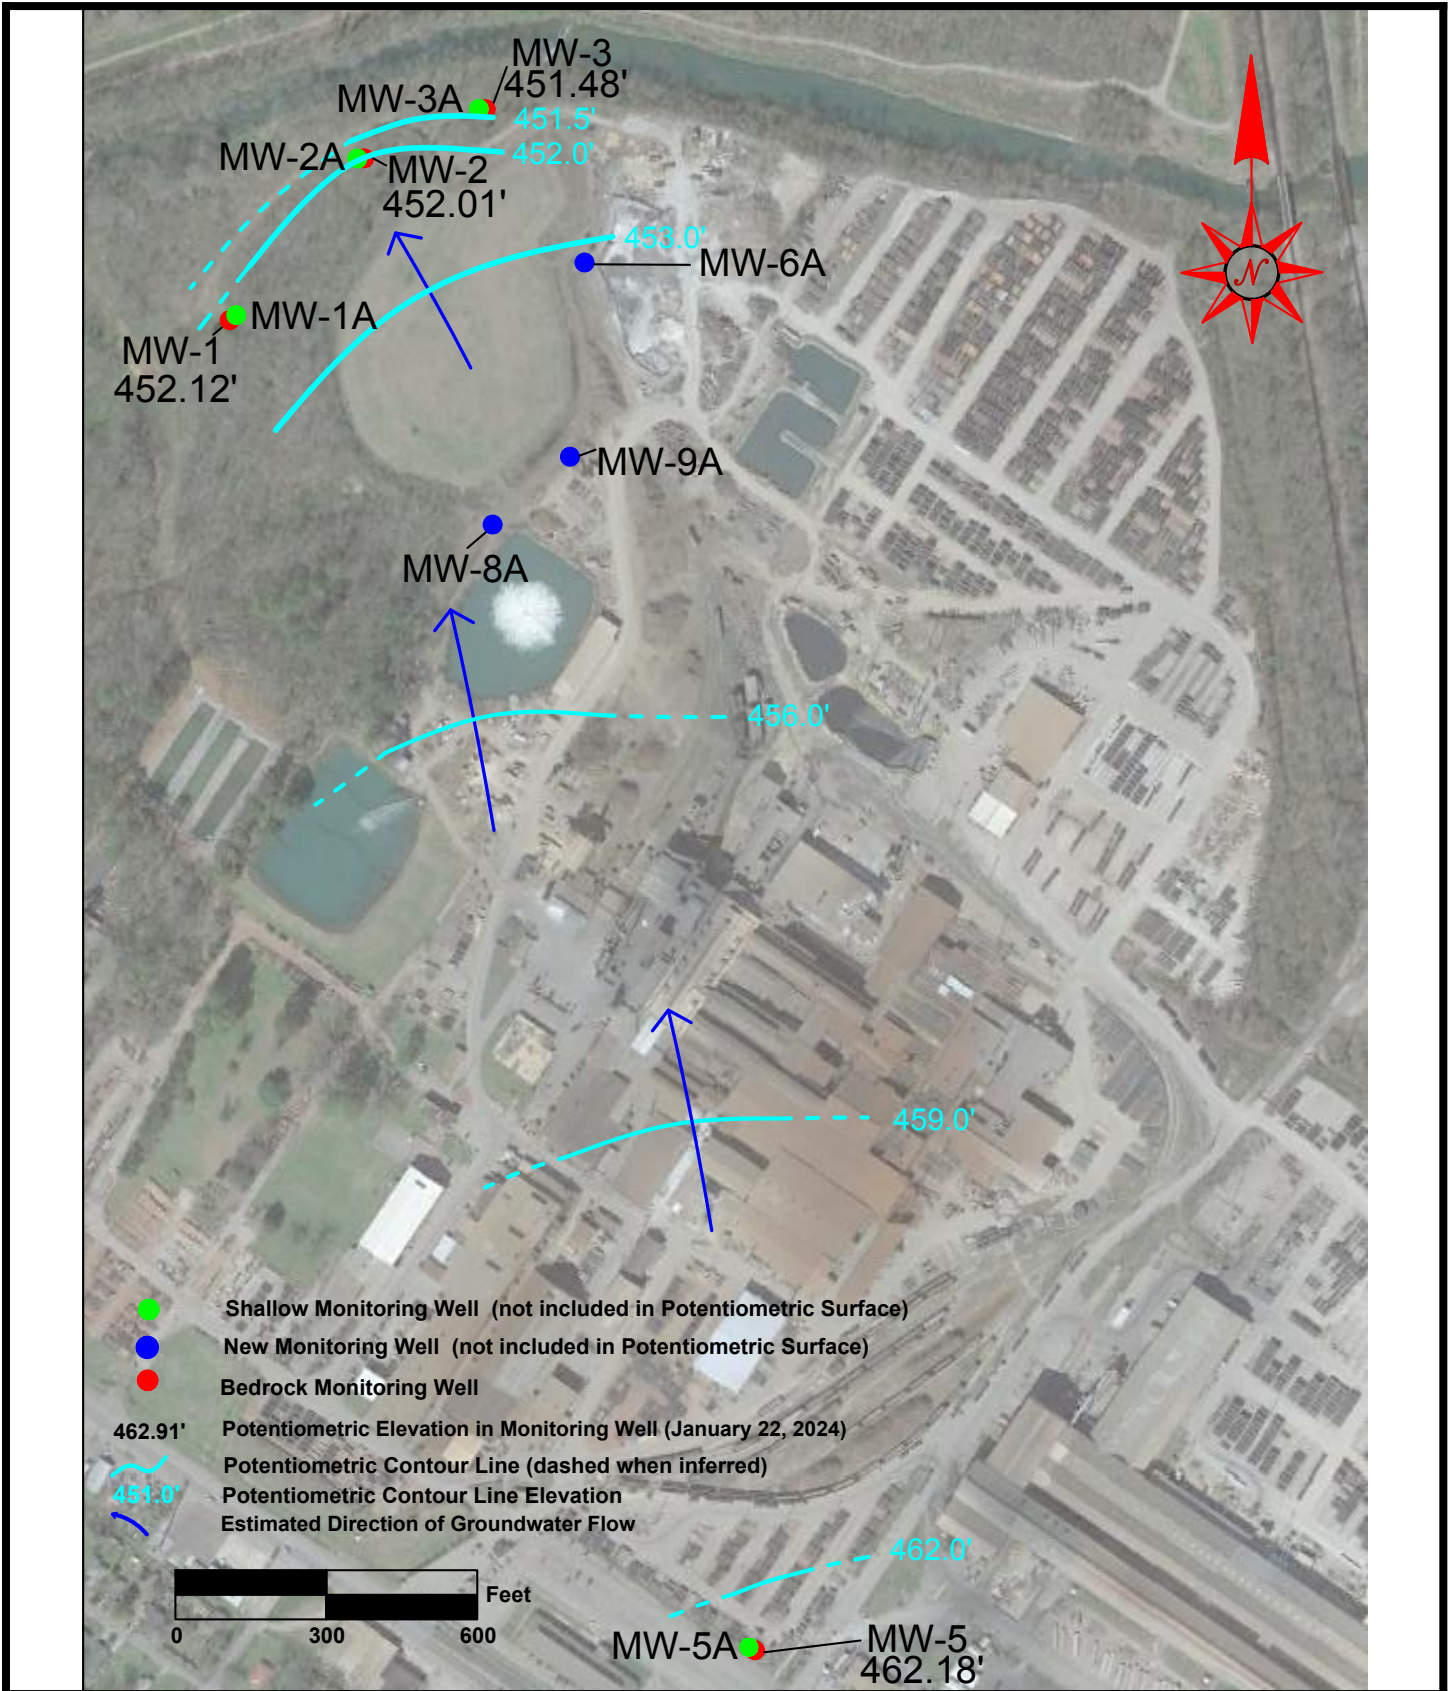 MW-3
451.48'
MW-3A
451.5'
452.0'
MW-2A
MW-2
452.01'
453.0'
MW-6A
N
MW-1A
MW-1
452.12'
MW-9A
MW-8A
456.0'
459.0'
Shallow Monitoring Well (not included in Potentiometric Surface)
New Monitoring Well (not included in Potentiometric Surface)
Bedrock Monitoring Well
462.91' Potentiometric Elevation in Monitoring Well (January 22, 2024)
Potentiometric Contour Line (dashed when inferred)
451.0' Potentiometric Contour Line Elevation
Estimated Direction of Groundwater Flow
462.0'
Feet
0 300 600
MW-5A
MW-5
462.18'